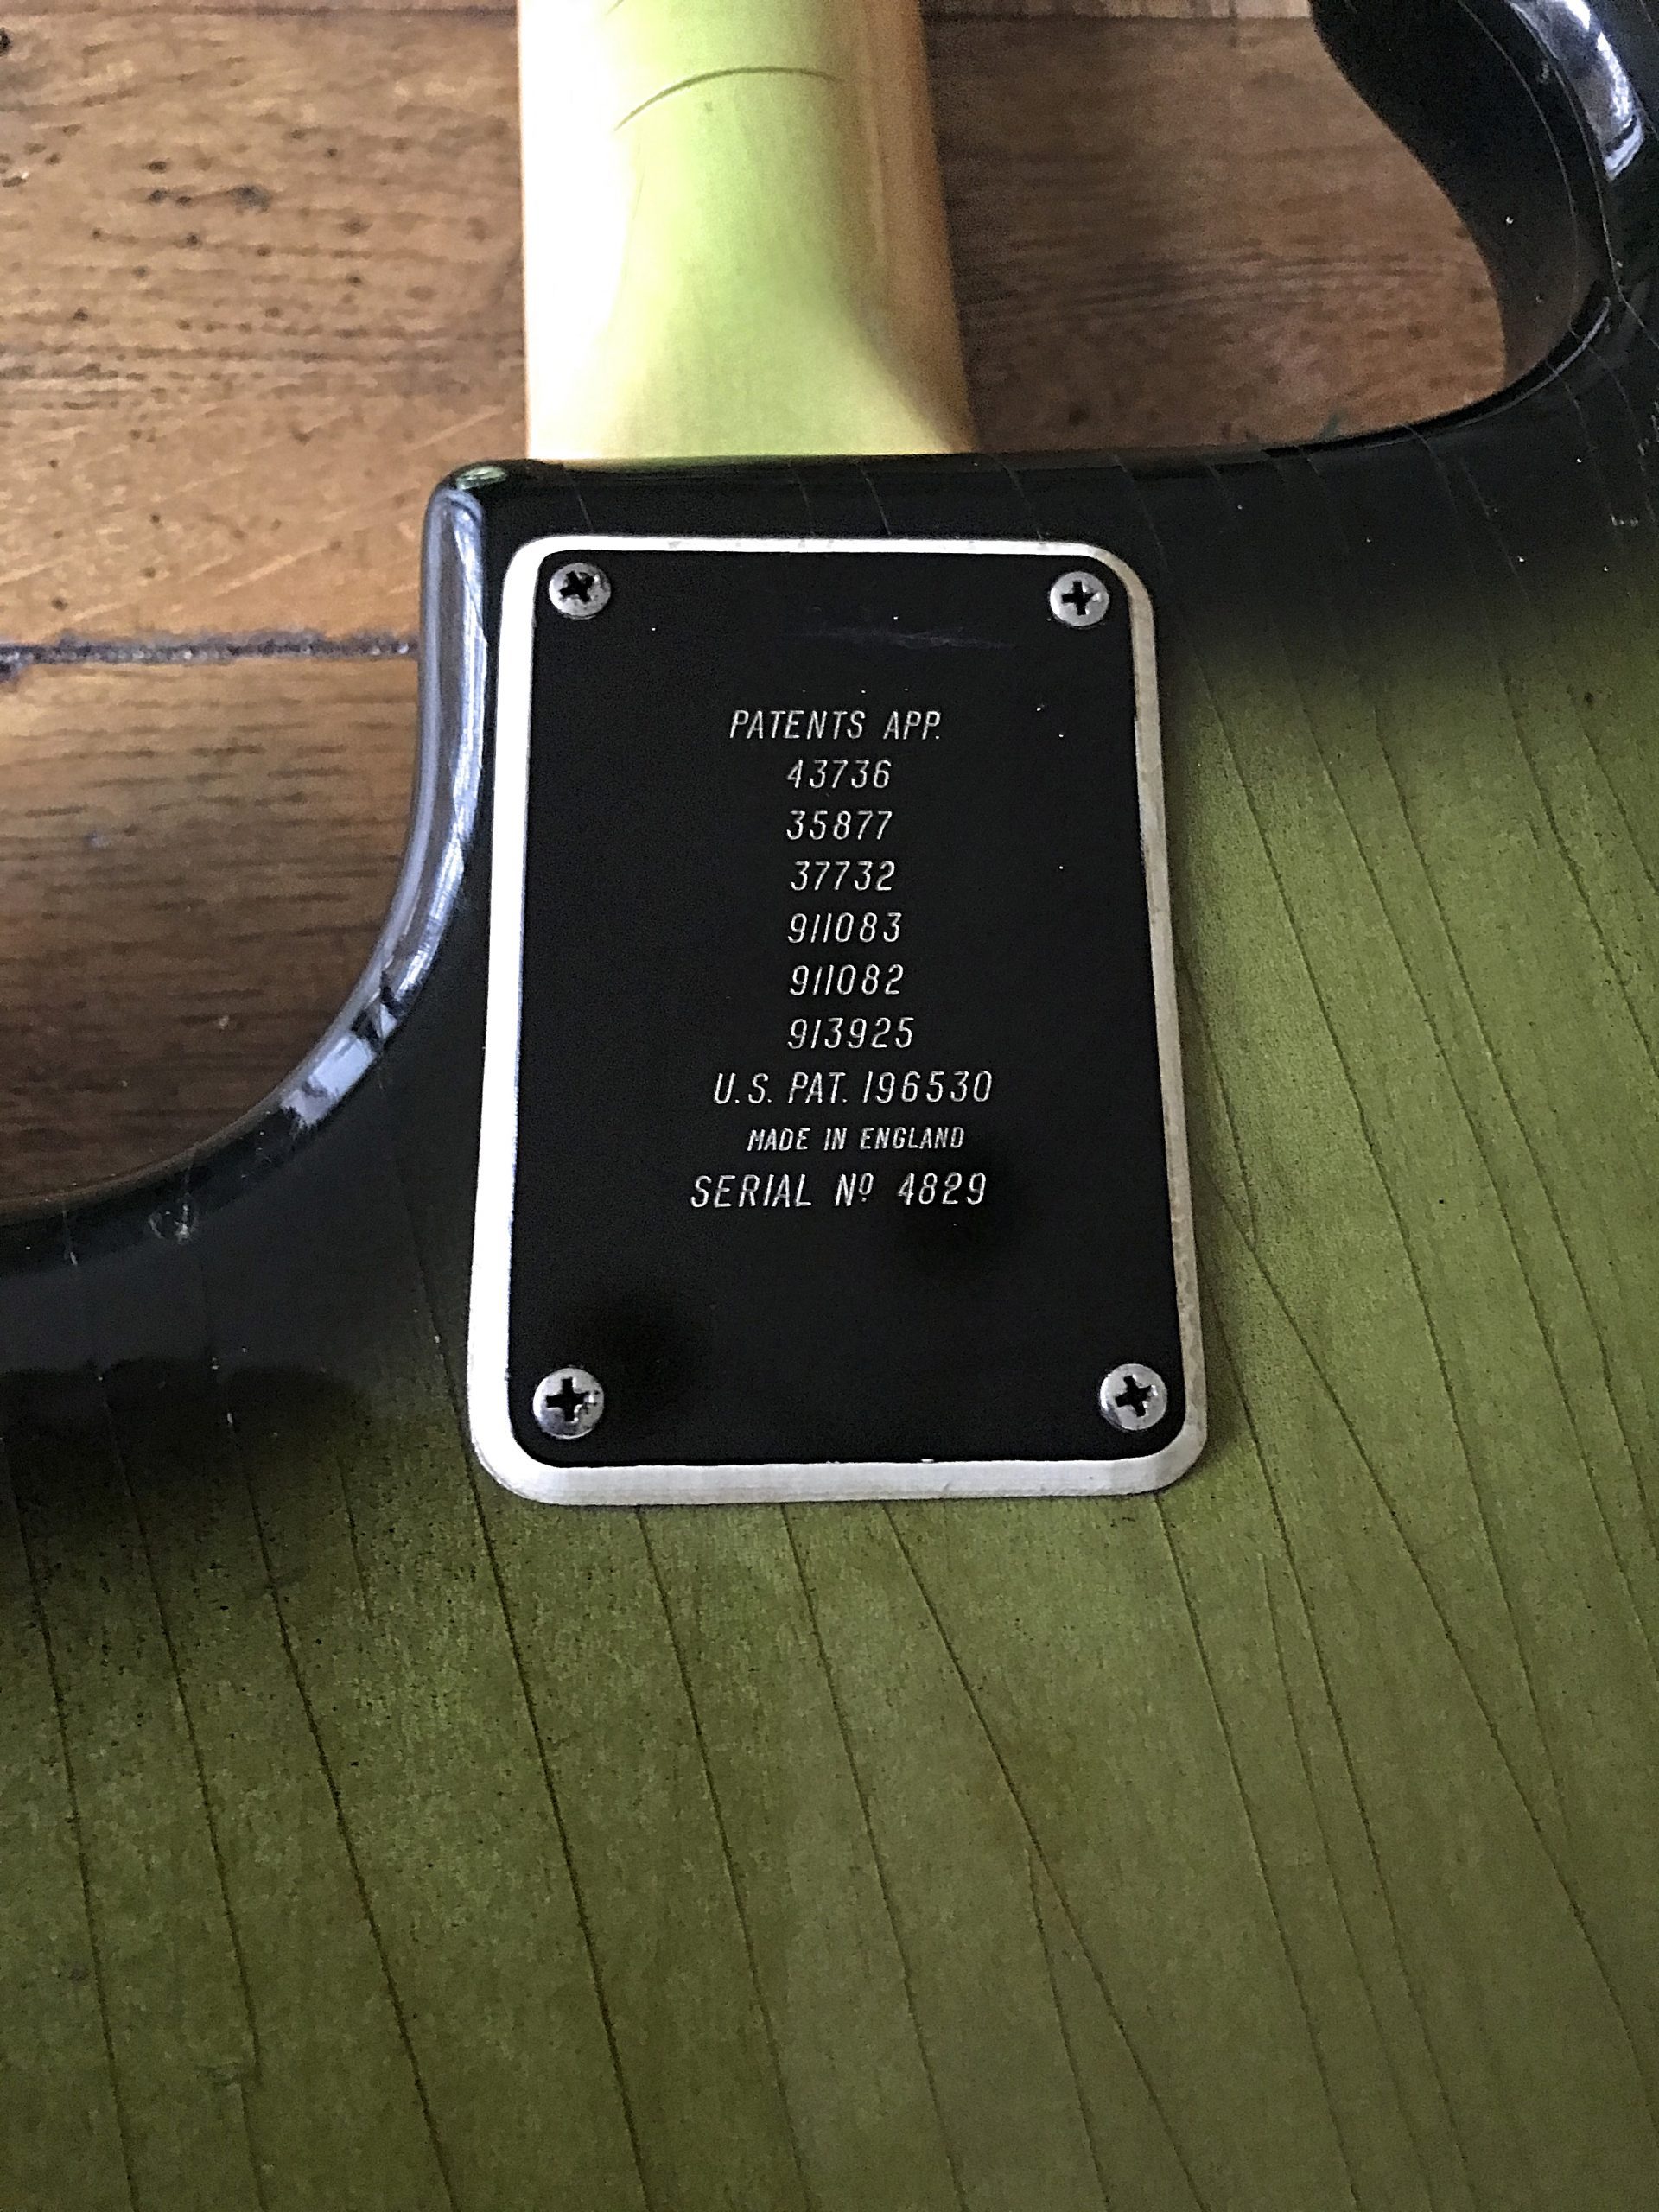 PATENTS APP.
43736
35877
37732
911083
911082
913925
U.S. PAT. 196530
MADE IN ENGLAND
SERIAL Nº 4829